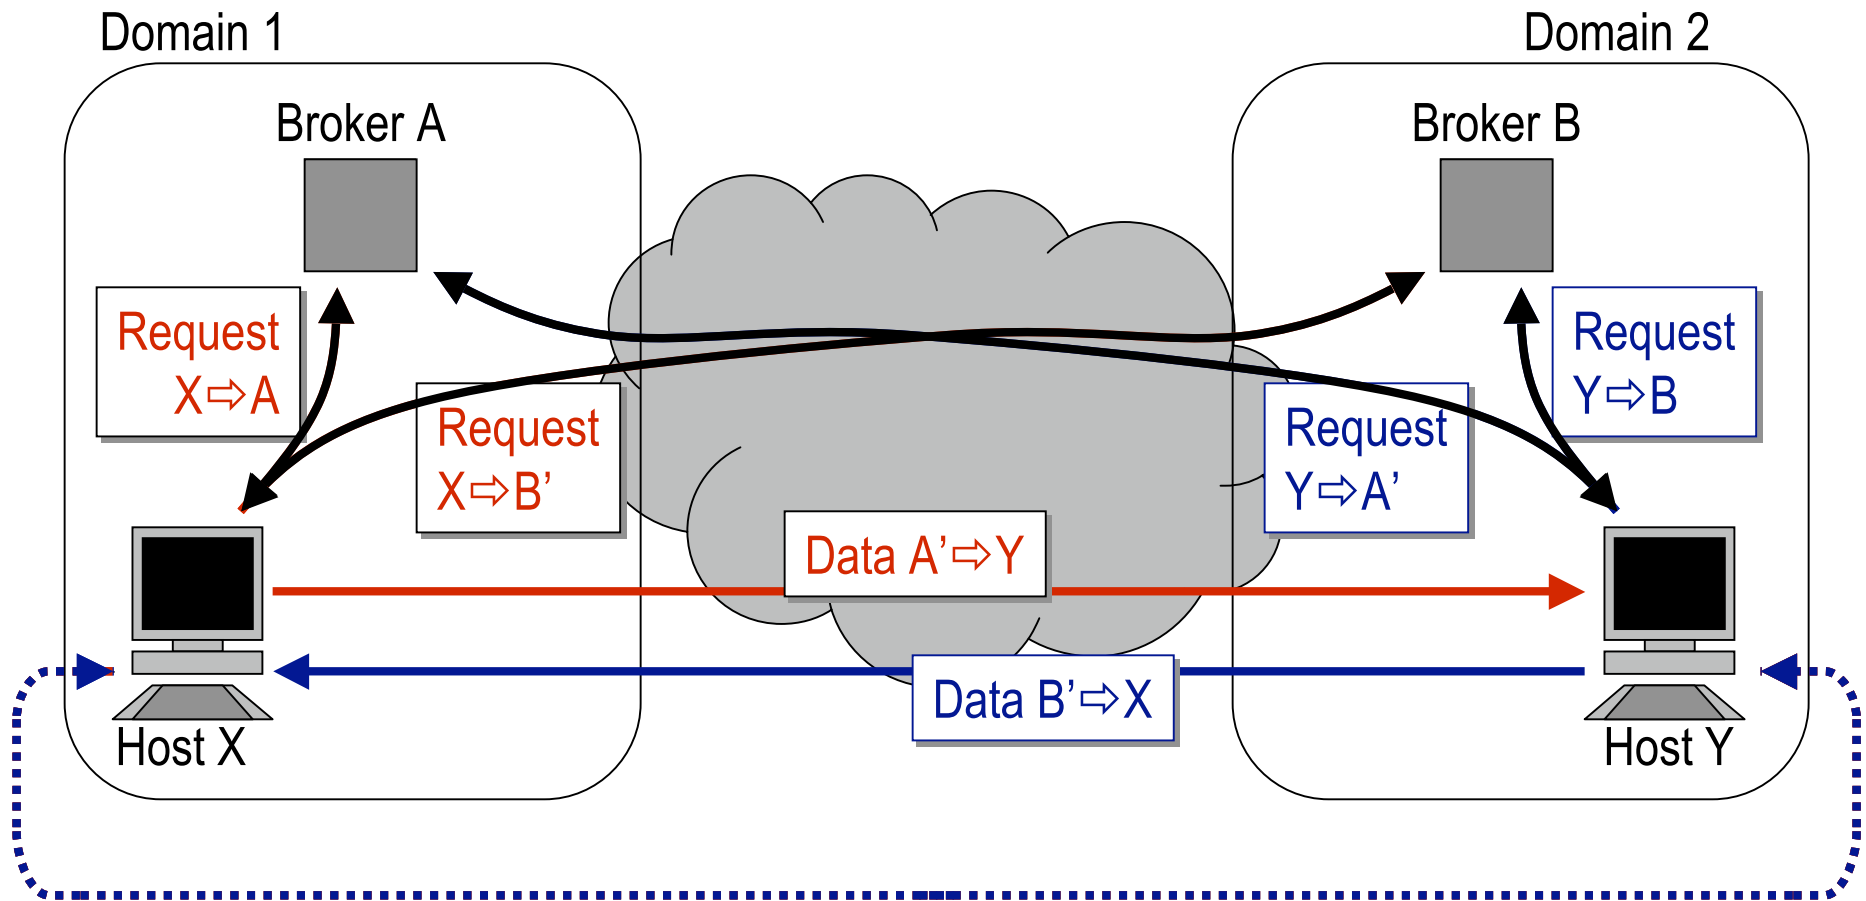 Domain 1
Domain 2
Broker A
Broker B
Request
X⇨A
Request
Y⇨B
Request
X⇨B’
Request
Y⇨A’
Data A’⇨Y
Data B’⇨X
Host X
Host Y